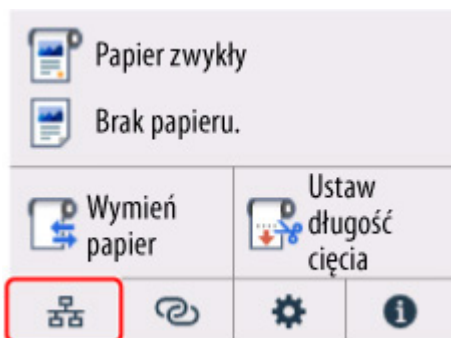 Papier zwykły
Brak papieru.
Wymień
papier
Ustaw
długość
cięcia